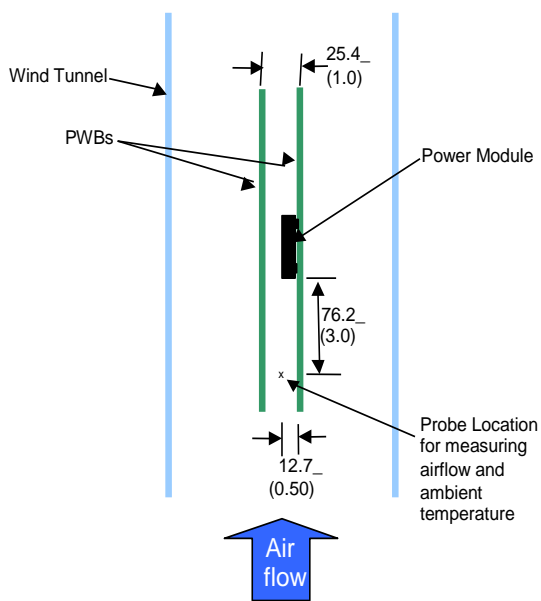 25.4_
(1.0)
Wind Tunnel
PWBs
Power Module
76.2_
(3.0)
x
Probe Location
for measuring
airflow and
ambient
temperature
12.7_
(0.50)
Air
flow